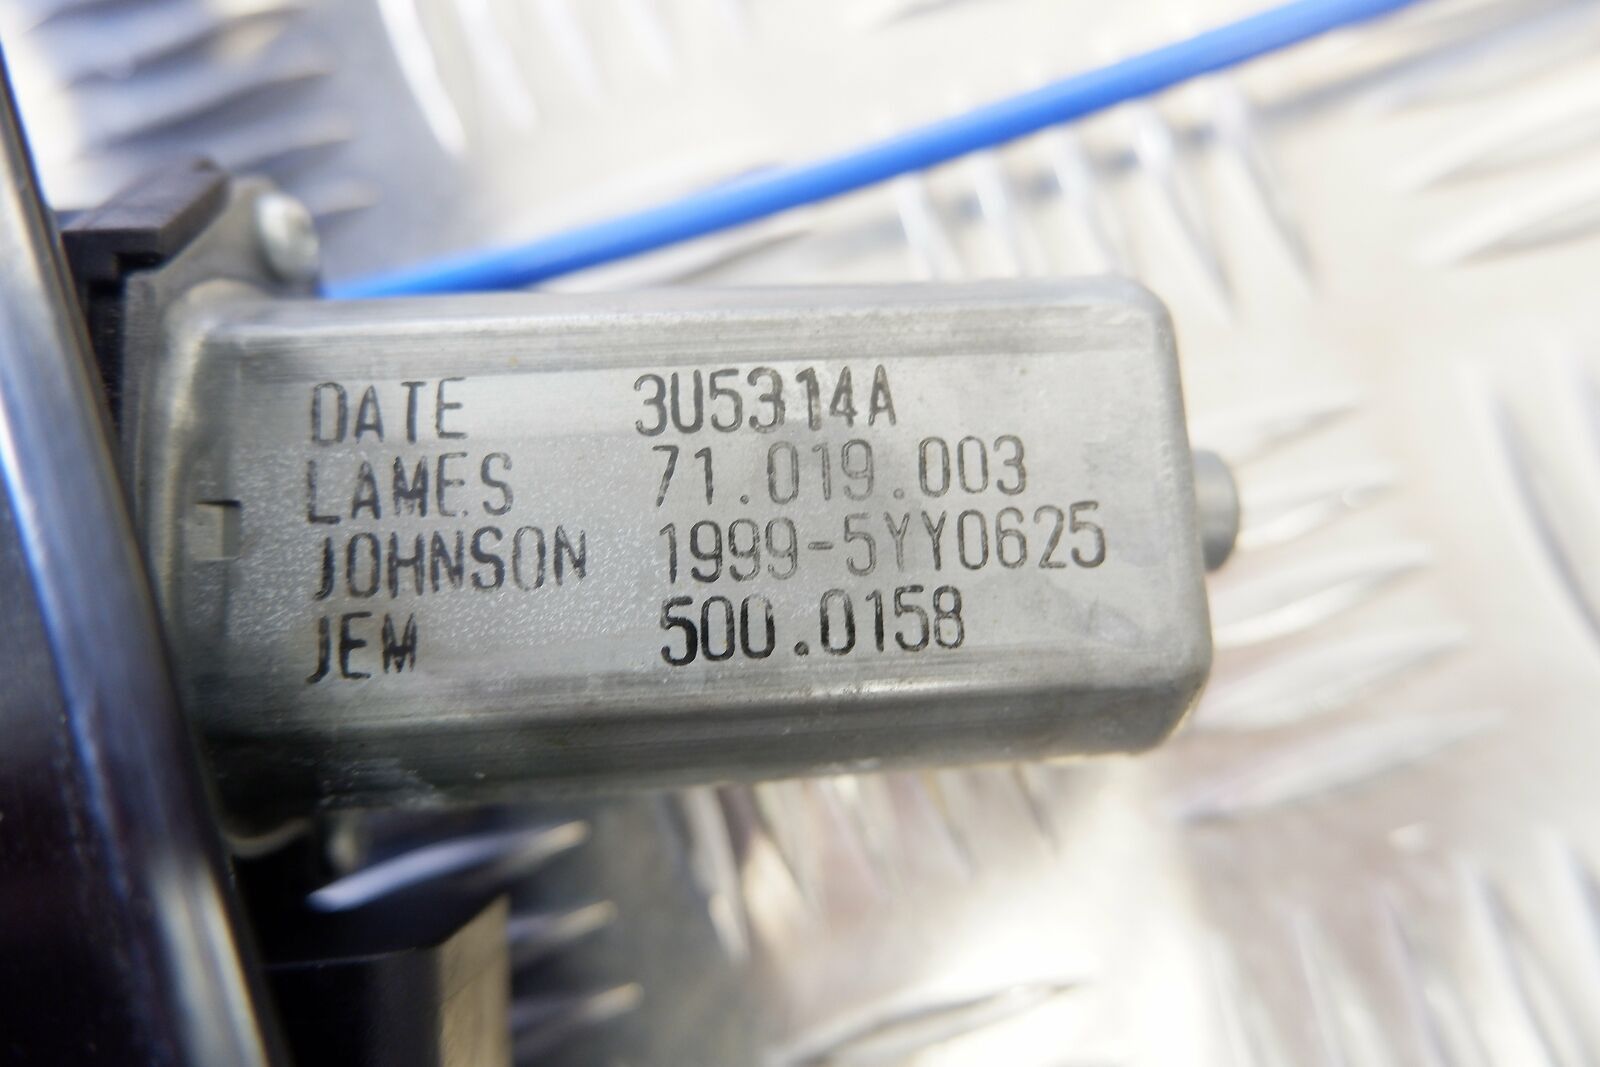 DATE 3U5314A
LAMES 71.019.003
JOHNSON 1999-5YY0625
JEM 500.0158